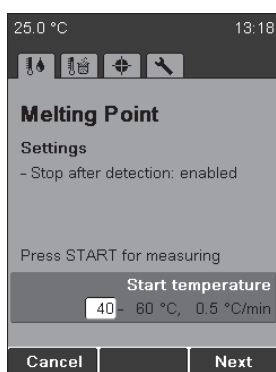 25.0 °C 13:18
Melting Point
Settings
- Stop after detection: enabled
Press START for measuring
Start temperature
40 - 60 °C, 0.5 °C/min
Cancel Next